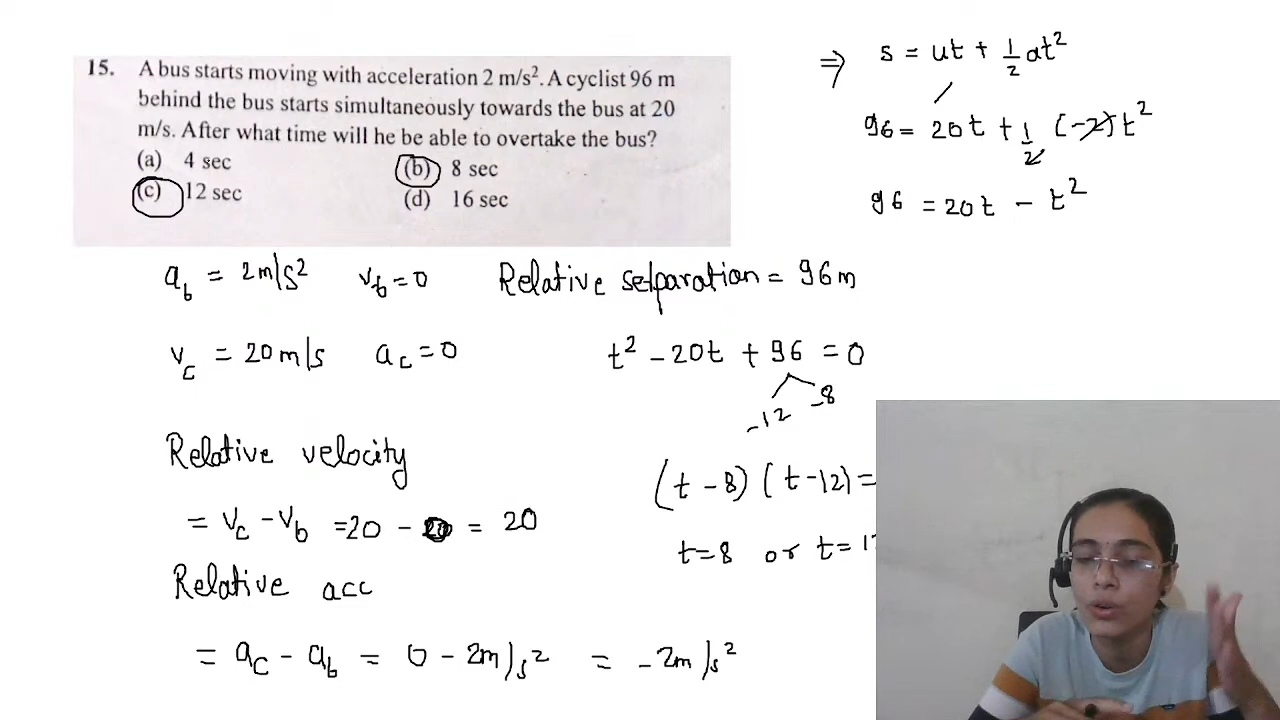 15. A bus starts moving with acceleration 2 m/s². A cyclist 96 m
behind the bus starts simultaneously towards the bus at 20
m/s. After what time will he be able to overtake the bus?
(a) 4 sec (b) 8 sec
(c) 12 sec (d) 16 sec
⇒ s = ut + 1/2 at²
96 = 20t + 1/2 (-2)t²
96 = 20t - t²
a_b = 2m/s² v_b = 0 Relative separation = 96m
v_c = 20m/s a_c = 0 t² - 20t + 96 = 0
-12 -8
Relative velocity (t-8)(t-12)=
= v_c - v_b = 20 - 0 = 20 t=8 or t=1
Relative acc
= a_c - a_b = 0 - 2m/s² = -2m/s²